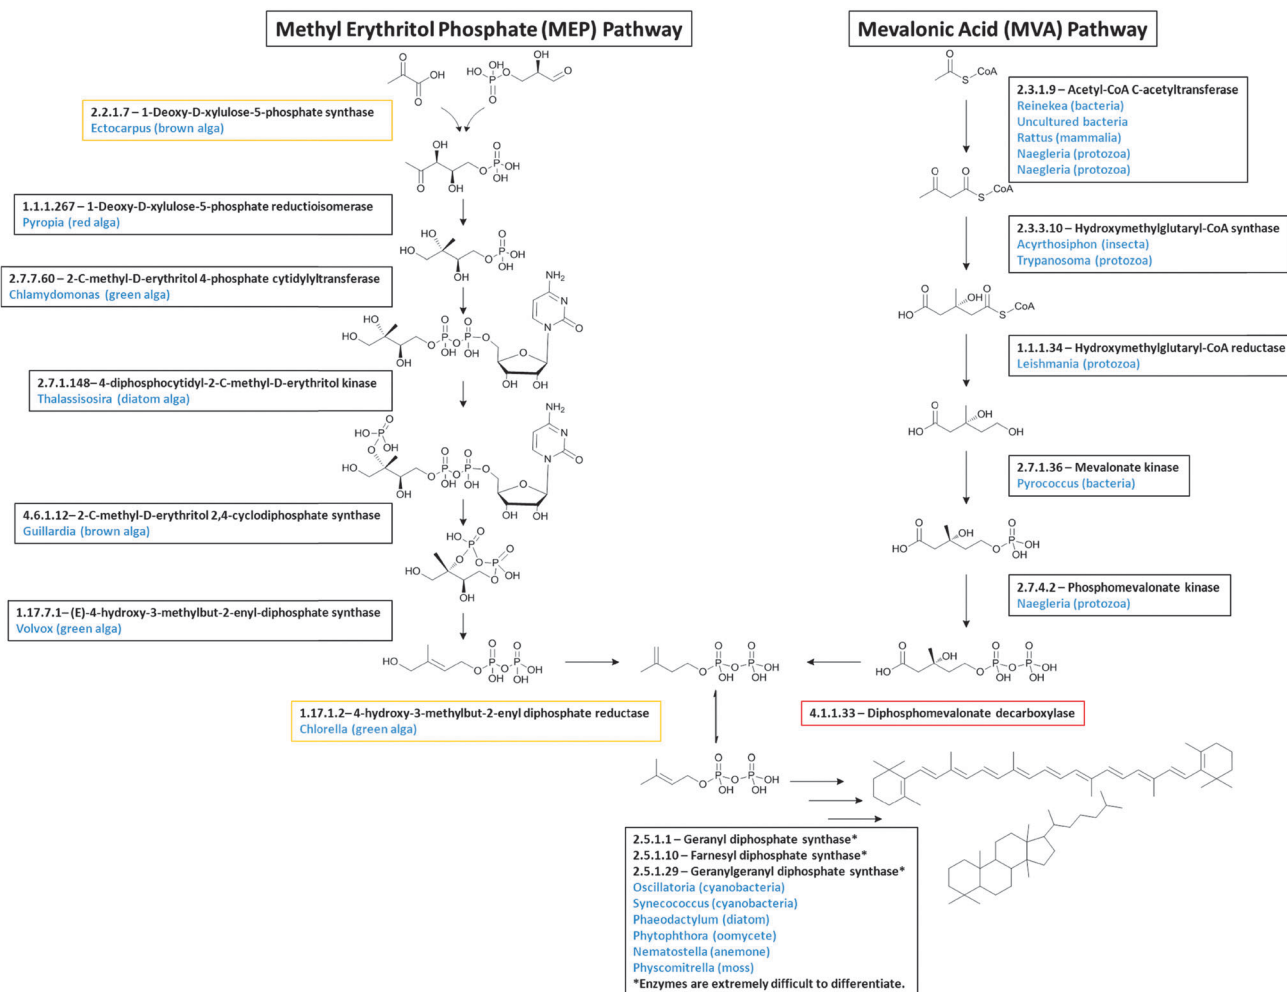 Methyl Erythritol Phosphate (MEP) Pathway
2.2.1.7 – 1-Deoxy-D-xylulose-5-phosphate synthase
Ectocarpus (brown alga)
1.1.1.267 – 1-Deoxy-D-xylulose-5-phosphate reductioisomerase
Pyropia (red alga)
2.7.7.60 – 2-C-methyl-D-erythritol 4-phosphate cytidylyltransferase
Chlamydomonas (green alga)
2.7.1.148– 4-diphosphocytidyl-2-C-methyl-D-erythritol kinase
Thalassisosira (diatom alga)
4.6.1.12– 2-C-methyl-D-erythritol 2,4-cyclodiphosphate synthase
Guillardia (brown alga)
1.17.7.1– (E)-4-hydroxy-3-methylbut-2-enyl-diphosphate synthase
Volvox (green alga)
1.17.1.2– 4-hydroxy-3-methylbut-2-enyl diphosphate reductase
Chlorella (green alga)
Mevalonic Acid (MVA) Pathway
2.3.1.9 – Acetyl-CoA C-acetyltransferase
Reinekea (bacteria)
Uncultured bacteria
Rattus (mammalia)
Naegleria (protozoa)
Naegleria (protozoa)
2.3.3.10 – Hydroxymethylglutaryl-CoA synthase
Acyrthosiphon (insecta)
Trypanosoma (protozoa)
1.1.1.34 – Hydroxymethylglutaryl-CoA reductase
Leishmania (protozoa)
2.7.1.36 – Mevalonate kinase
Pyrococcus (bacteria)
2.7.4.2 – Phosphomevalonate kinase
Naegleria (protozoa)
4.1.1.33 – Diphosphomevalonate decarboxylase
2.5.1.1 – Geranyl diphosphate synthase*
2.5.1.10 – Farnesyl diphosphate synthase*
2.5.1.29 – Geranylgeranyl diphosphate synthase*
Oscillatoria (cyanobacteria)
Synecococcus (cyanobacteria)
Phaeodactylum (diatom)
Phytophthora (oomycete)
Nematostella (anemone)
Physcomitrella (moss)
*Enzymes are extremely difficult to differentiate.